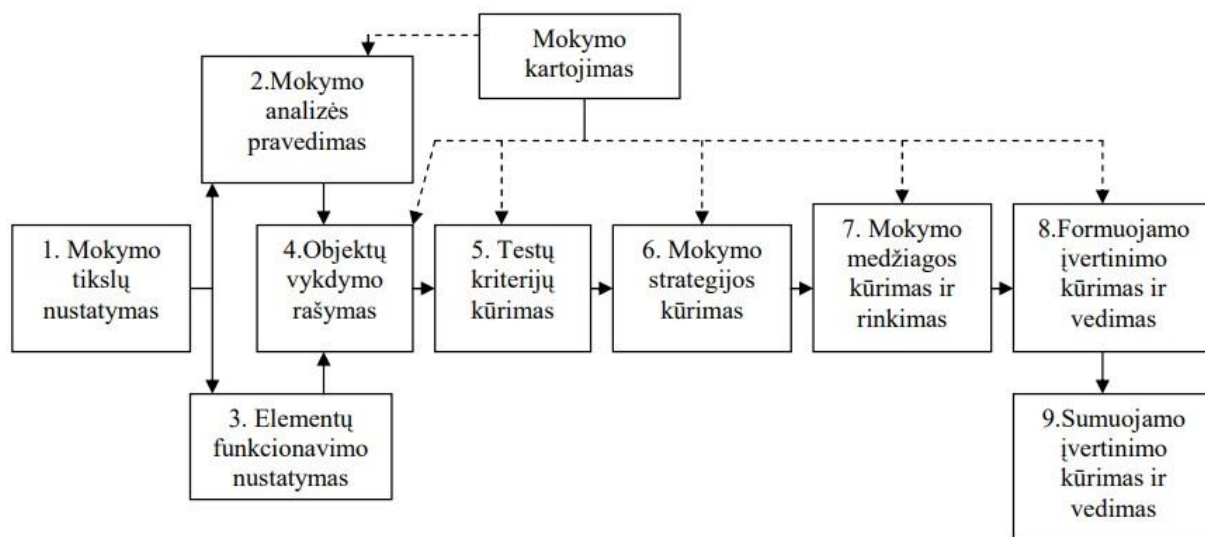 Mokymo
kartojimas
2.Mokymo
analizės
pravedimas
1. Mokymo
tikslų
nustatymas
4.Objektų
vykdymo
rašymas
5. Testų
kriterijų
kūrimas
6. Mokymo
strategijos
kūrimas
7. Mokymo
medžiagos
kūrimas ir
rinkimas
8.Formuojamo
įvertinimo
kūrimas ir
vedimas
3. Elementų
funkcionavimo
nustatymas
9.Sumuojamo
įvertinimo
kūrimas ir
vedimas